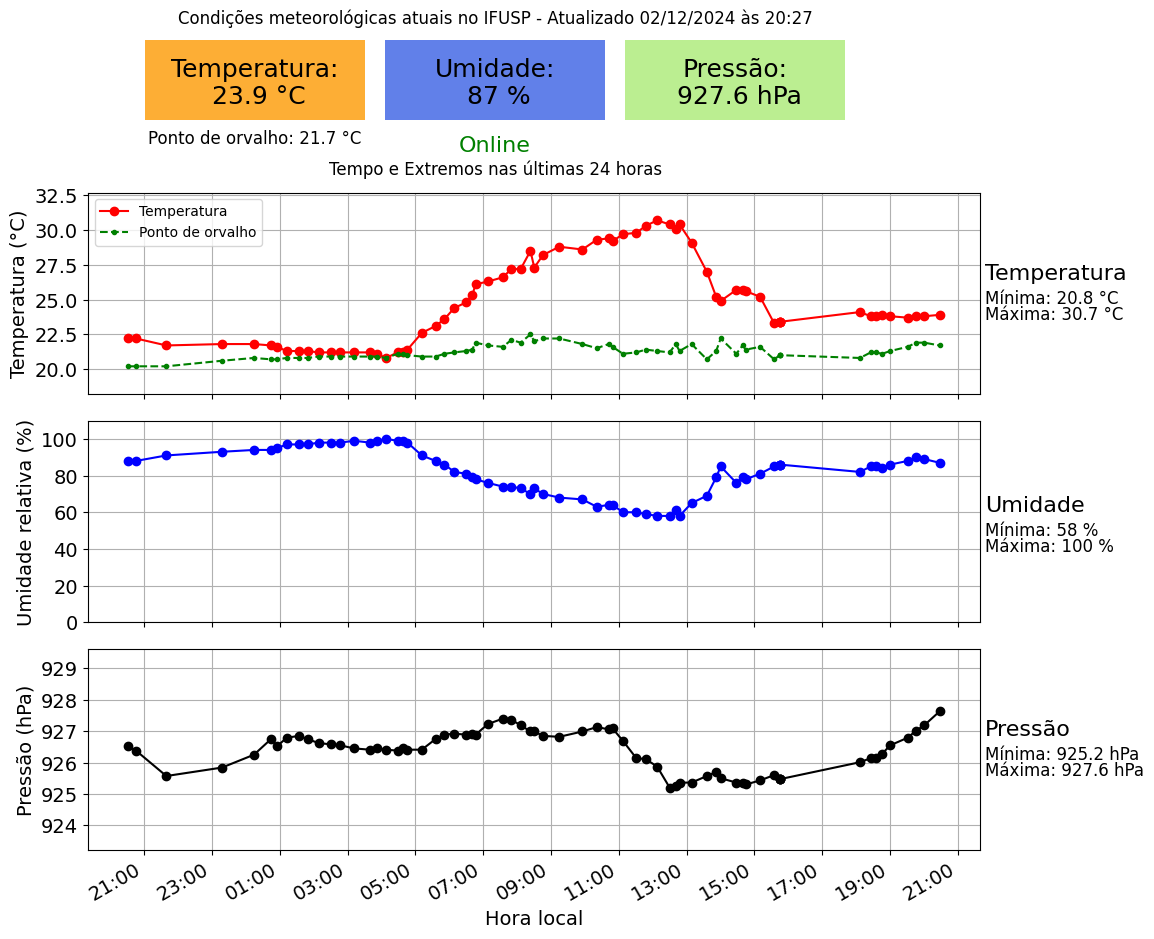 Condições meteorológicas atuais no IFUSP - Atualizado 02/12/2024 às 20:27
Temperatura:
23.9 °C
Umidade:
87 %
Pressão:
927.6 hPa
Ponto de orvalho: 21.7 °C
Online
Tempo e Extremos nas últimas 24 horas
Temperatura (°C)
32.5
30.0
27.5
25.0
22.5
20.0
Temperatura
Ponto de orvalho
Temperatura
Mínima: 20.8 °C
Máxima: 30.7 °C
Umidade relativa (%)
100
80
60
40
20
0
Umidade
Mínima: 58 %
Máxima: 100 %
Pressão (hPa)
929
928
927
926
925
924
Pressão
Mínima: 925.2 hPa
Máxima: 927.6 hPa
21:00 23:00 01:00 03:00 05:00 07:00 09:00 11:00 13:00 15:00 17:00 19:00 21:00
Hora local